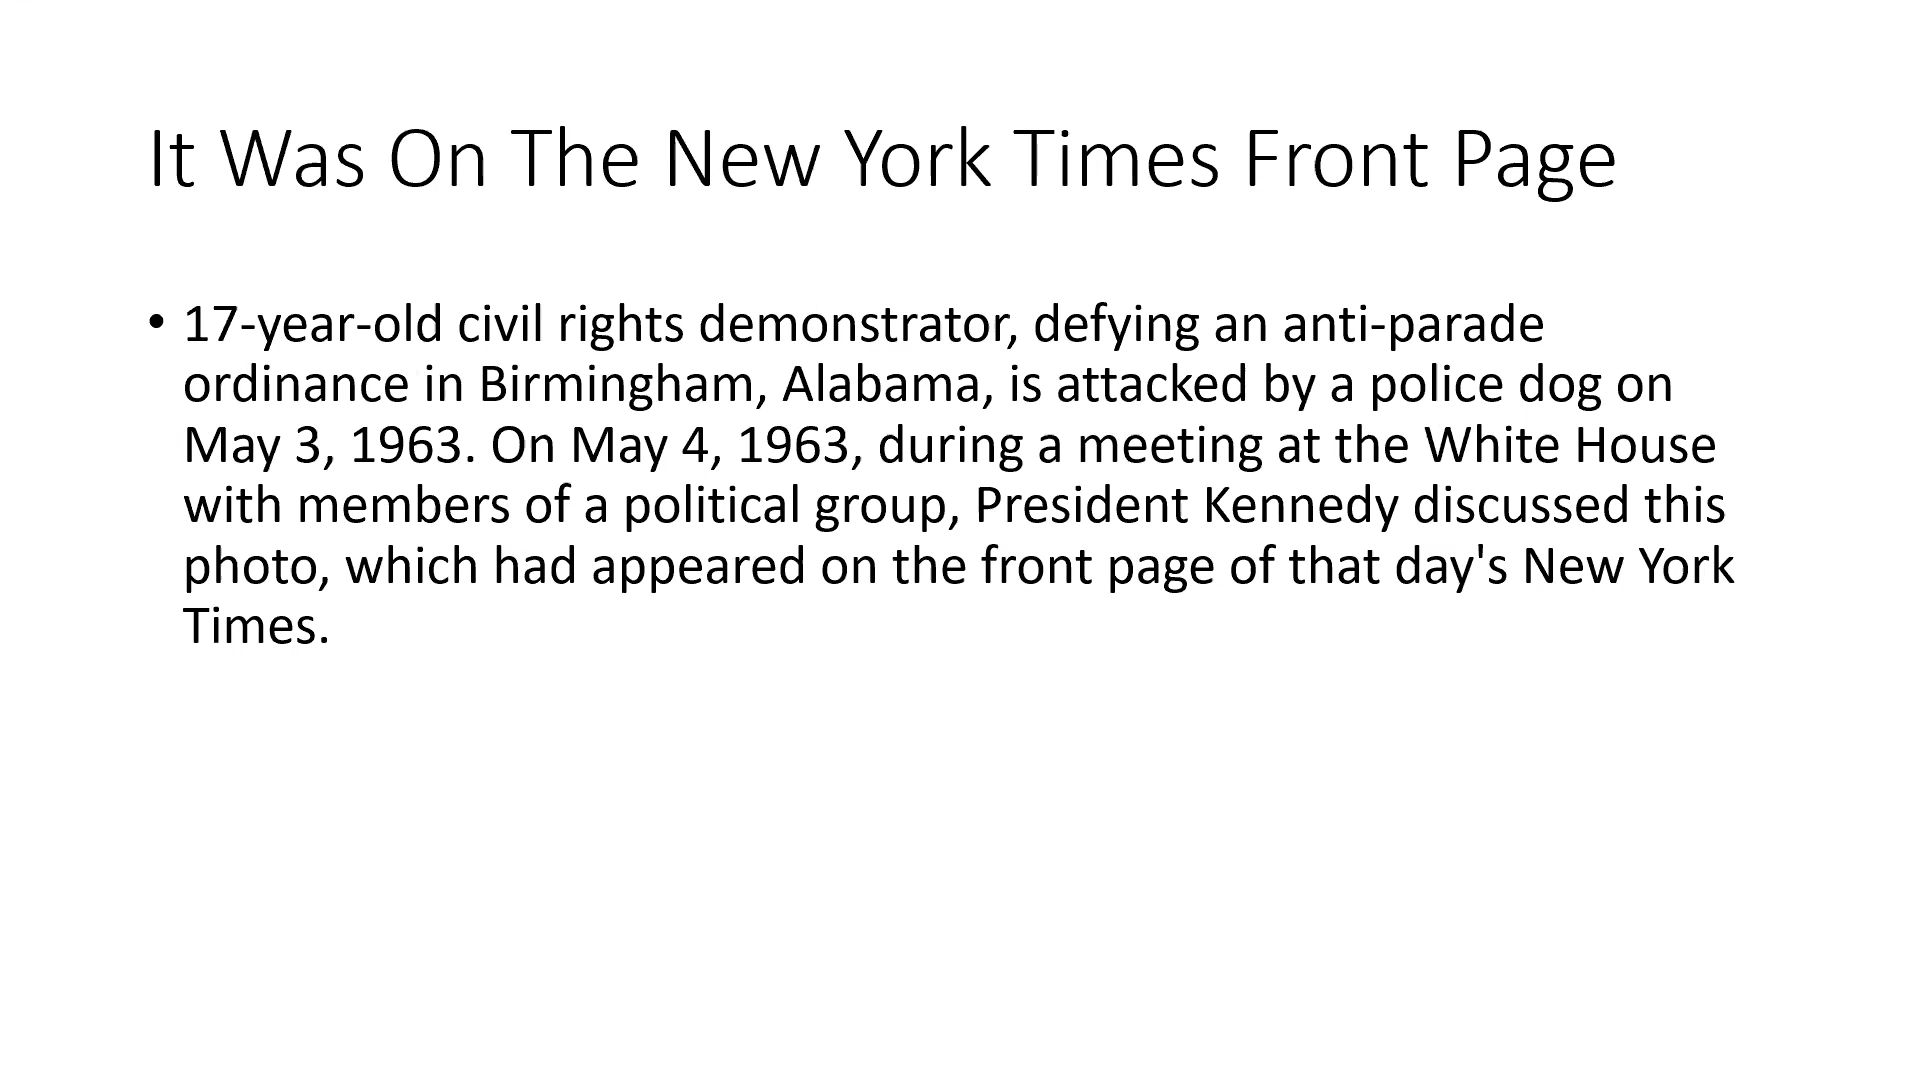 It Was On The New York Times Front Page
• 17-year-old civil rights demonstrator, defying an anti-parade
ordinance in Birmingham, Alabama, is attacked by a police dog on
May 3, 1963. On May 4, 1963, during a meeting at the White House
with members of a political group, President Kennedy discussed this
photo, which had appeared on the front page of that day's New York
Times.